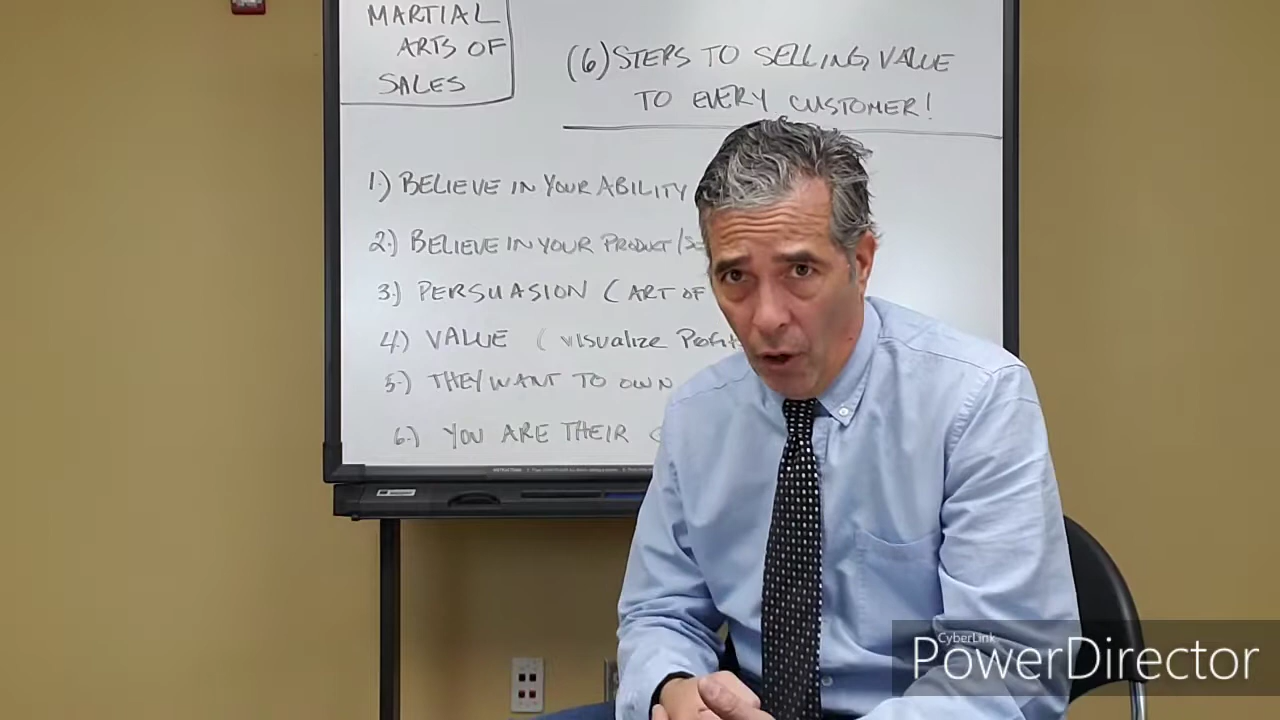 MARTIAL
ARTS OF
SALES
(6) STEPS TO SELLING VALUE
TO EVERY CUSTOMER!
1.) BELIEVE IN YOUR ABILITY
2.) BELIEVE IN YOUR PRODUCT/
3.) PERSUASION (ART OF
4.) VALUE (visualize Profit
5.) THEY WANT TO OWN
6.) YOU ARE THEIR
CyberLink
PowerDirector